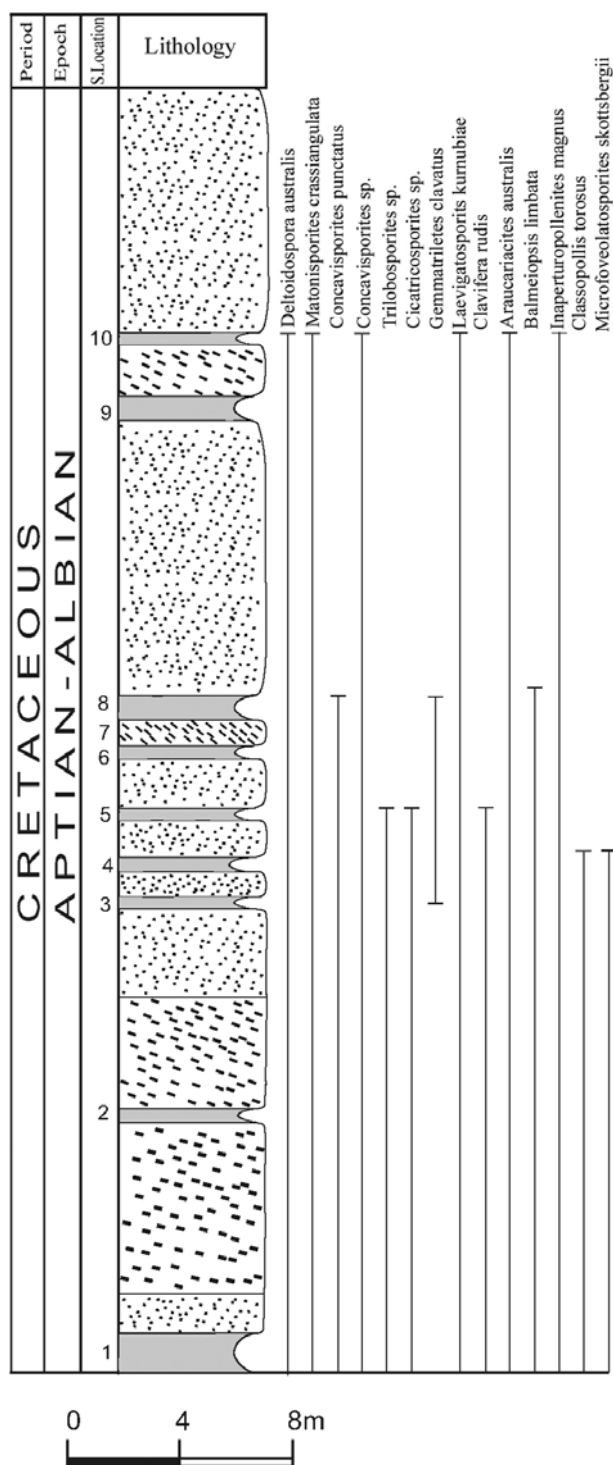 Period
Epoch
S.Location
Lithology
Deltoidospora australis
Matonisporites crassiangulata
Concavisporites punctatus
Concavisporites sp.
Trilobosporites sp.
Cicatricosporites sp.
Gemmatriletes clavatus
Laevigatosporits kurnubiae
Clavifera rudis
Araucariacites australis
Balmeiopsis limbata
Inaperturopollenites magnus
Classopollis torosus
Microfoveolatosporites skottsbergii
CRETACEOUS
APTIAN-ALBIAN
10
9
8
7
6
5
4
3
2
1
0 4 8m